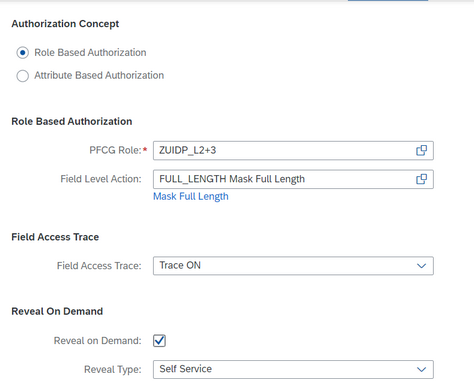 Authorization Concept
Role Based Authorization
Attribute Based Authorization
Role Based Authorization
PFCG Role:* ZUIDP_L2+3
Field Level Action: FULL_LENGTH Mask Full Length
Mask Full Length
Field Access Trace
Field Access Trace: Trace ON
Reveal On Demand
Reveal on Demand:
Reveal Type: Self Service